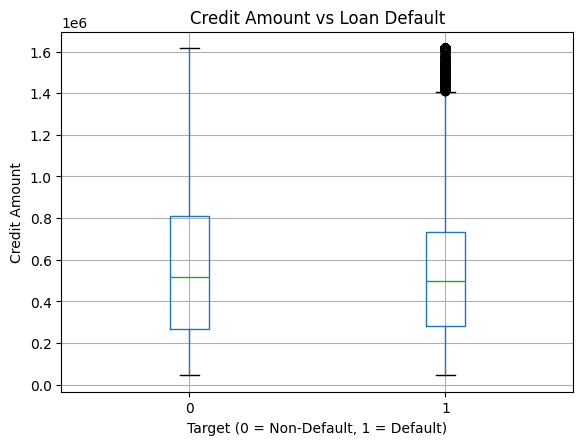 Credit Amount vs Loan Default
1e6
1.6
1.4
1.2
1.0
0.8
0.6
0.4
0.2
0.0
Credit Amount
0 1
Target (0 = Non-Default, 1 = Default)